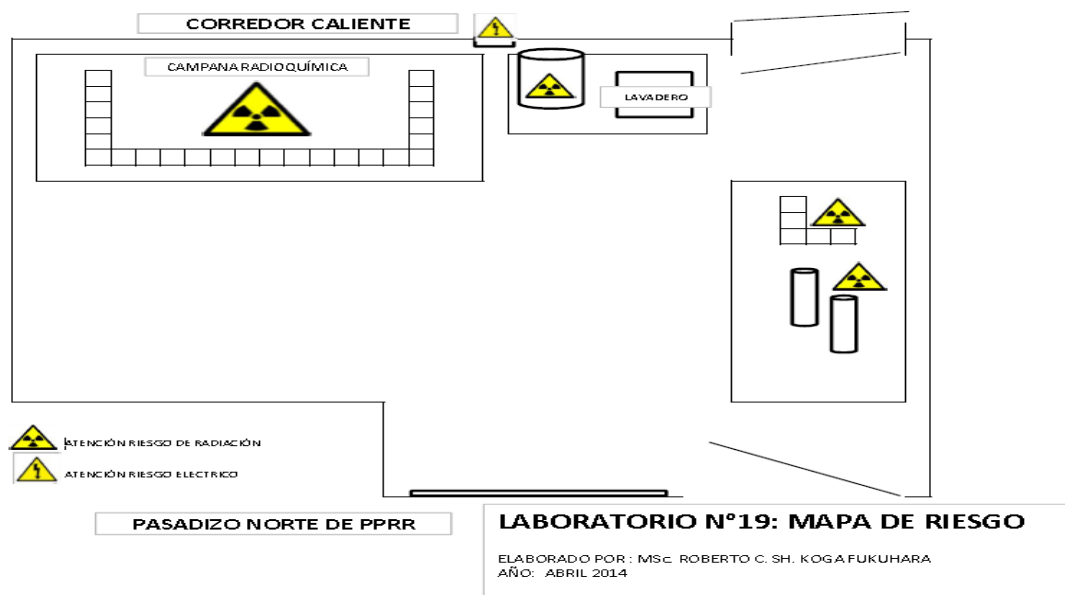 CORREDOR CALIENTE
CAMPANA RADIOQUÍMICA
LAVADERO
ATENCIÓN RIESGO DE RADIACIÓN
ATENCIÓN RIESGO ELECTRICO
PASADIZO NORTE DE PPRR
LABORATORIO N°19: MAPA DE RIESGO
ELABORADO POR : MSc. ROBERTO C. SH. KOGA FUKUHARA
AÑO: ABRIL 2014